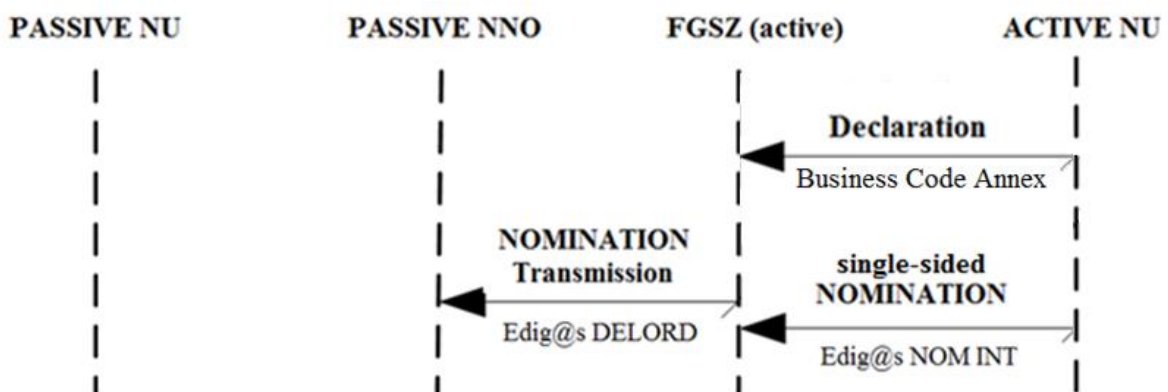 PASSIVE NU PASSIVE NNO FGSZ (active) ACTIVE NU
Declaration
Business Code Annex
NOMINATION
Transmission
Edig@s DELORD
single-sided
NOMINATION
Edig@s NOM INT